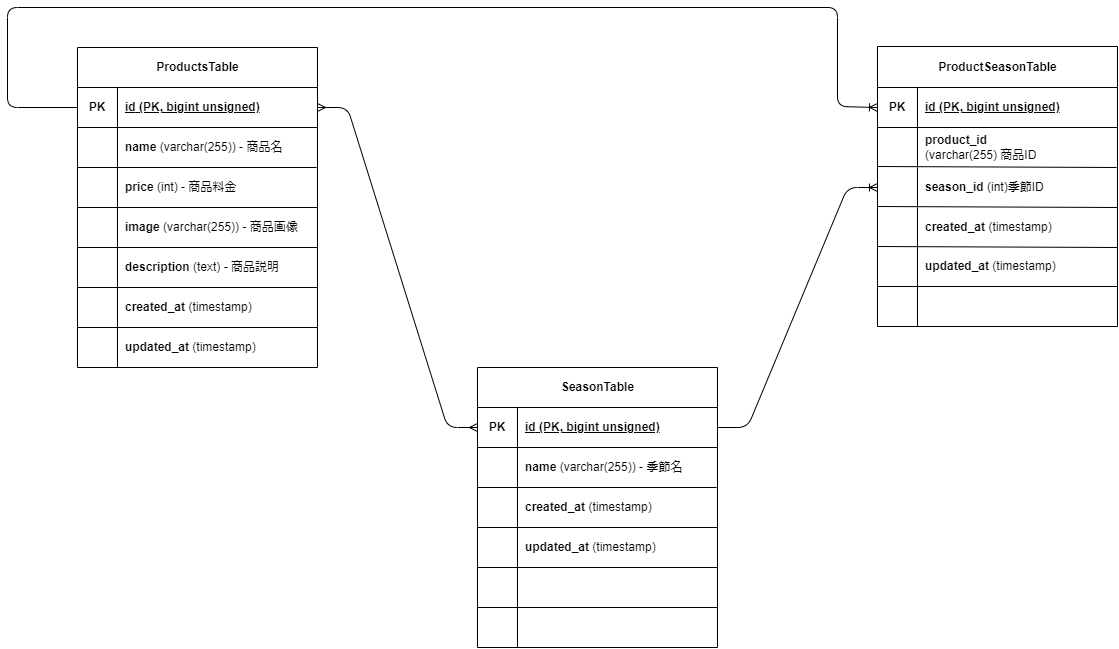 ProductsTable
PK
id (PK, bigint unsigned)
name (varchar(255)) - 商品名
price (int) - 商品料金
image (varchar(255)) - 商品画像
description (text) - 商品説明
created_at (timestamp)
updated_at (timestamp)
SeasonTable
PK
id (PK, bigint unsigned)
name (varchar(255)) - 季節名
created_at (timestamp)
updated_at (timestamp)
ProductSeasonTable
PK
id (PK, bigint unsigned)
product_id
(varchar(255) 商品ID
season_id (int)季節ID
created_at (timestamp)
updated_at (timestamp)